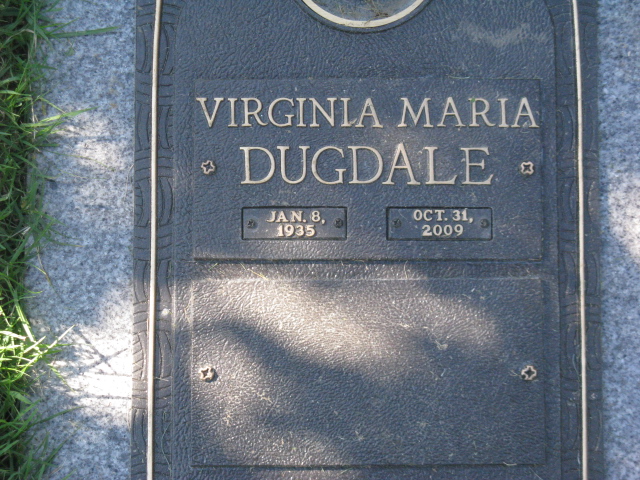 VIRGINIA MARIA
DUGDALE
JAN. 8,
1935
OCT. 31,
2009